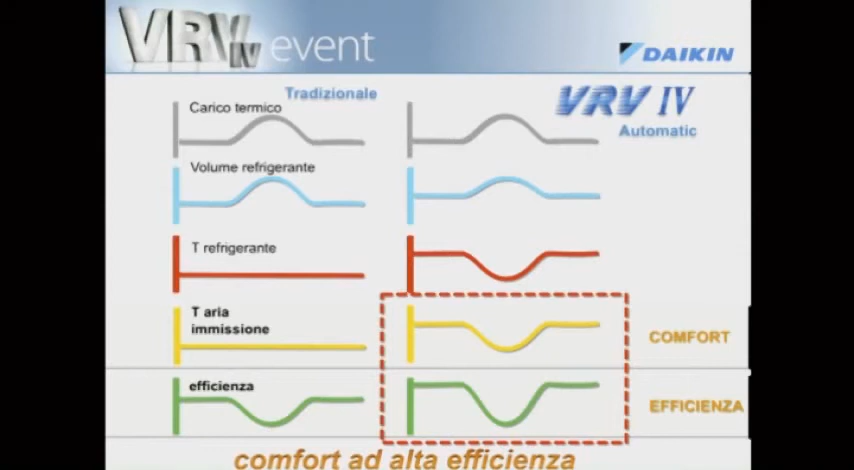 VRV IV event
DAIKIN
Tradizionale
VRV IV
Automatic
Carico termico
Volume refrigerante
T refrigerante
T aria
immissione
COMFORT
efficienza
EFFICIENZA
comfort ad alta efficienza